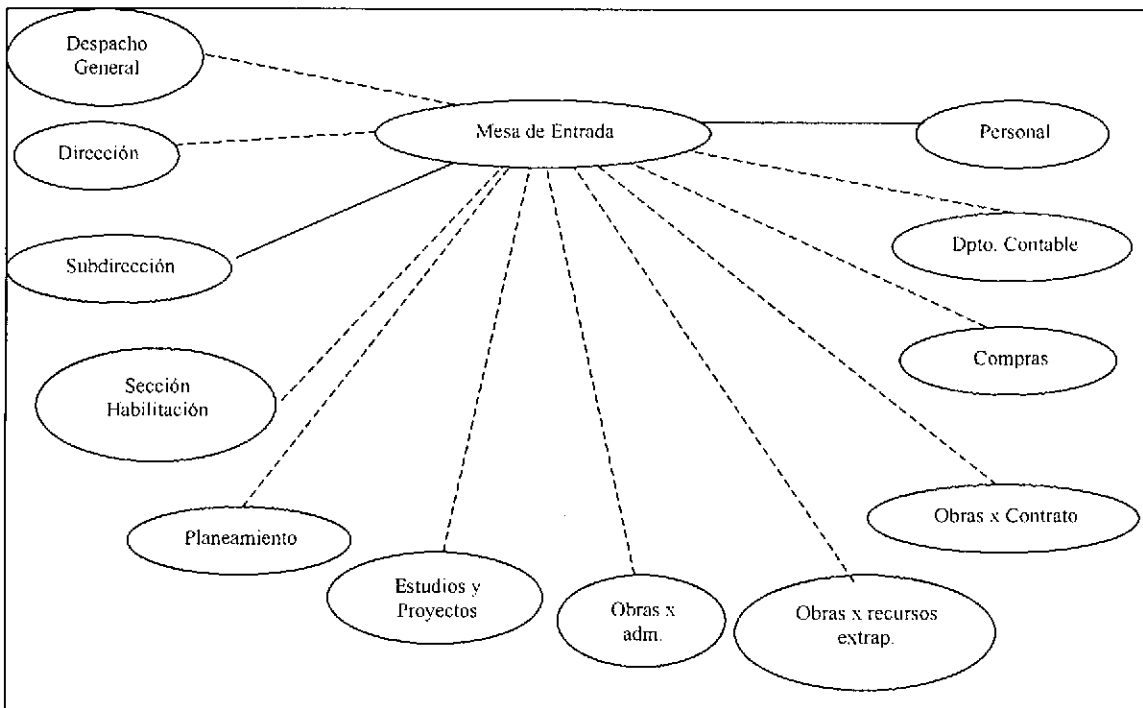 Despacho
General
Mesa de Entrada
Personal
Dirección
Dpto. Contable
Subdirección
Compras
Sección
Habilitación
Obras x Contrato
Planeamiento
Estudios y
Proyectos
Obras x
adm.
Obras x recursos
extrap.